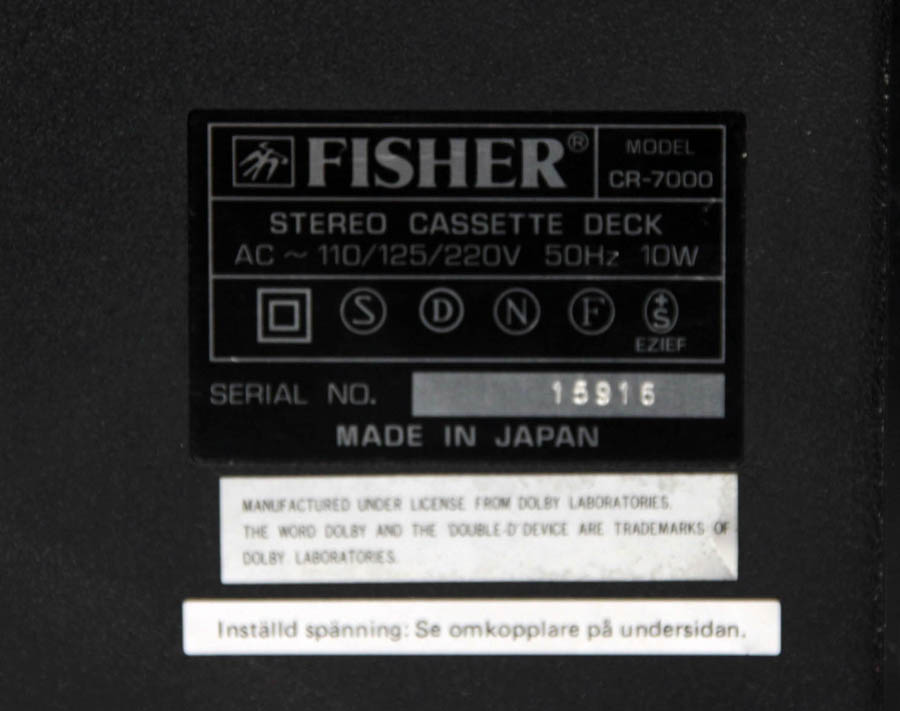 FISHER®
MODEL
CR-7000
STEREO CASSETTE DECK
AC ~ 110/125/220V 50Hz 10W
S D N F +S
EZIEF
SERIAL NO. 15916
MADE IN JAPAN
MANUFACTURED UNDER LICENSE FROM DOLBY LABORATORIES.
THE WORD DOLBY AND THE 'DOUBLE-D' DEVICE ARE TRADEMARKS OF
DOLBY LABORATORIES.
Inställd spänning: Se omkopplare på undersidan.